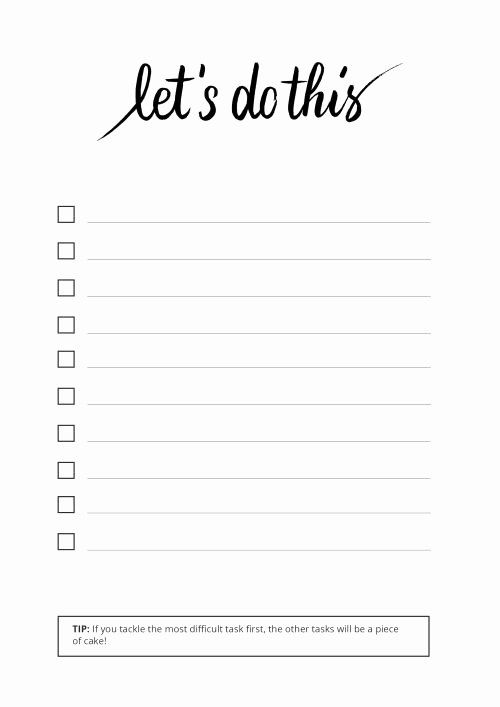 let's do this
TIP: If you tackle the most difficult task first, the other tasks will be a piece
of cake!